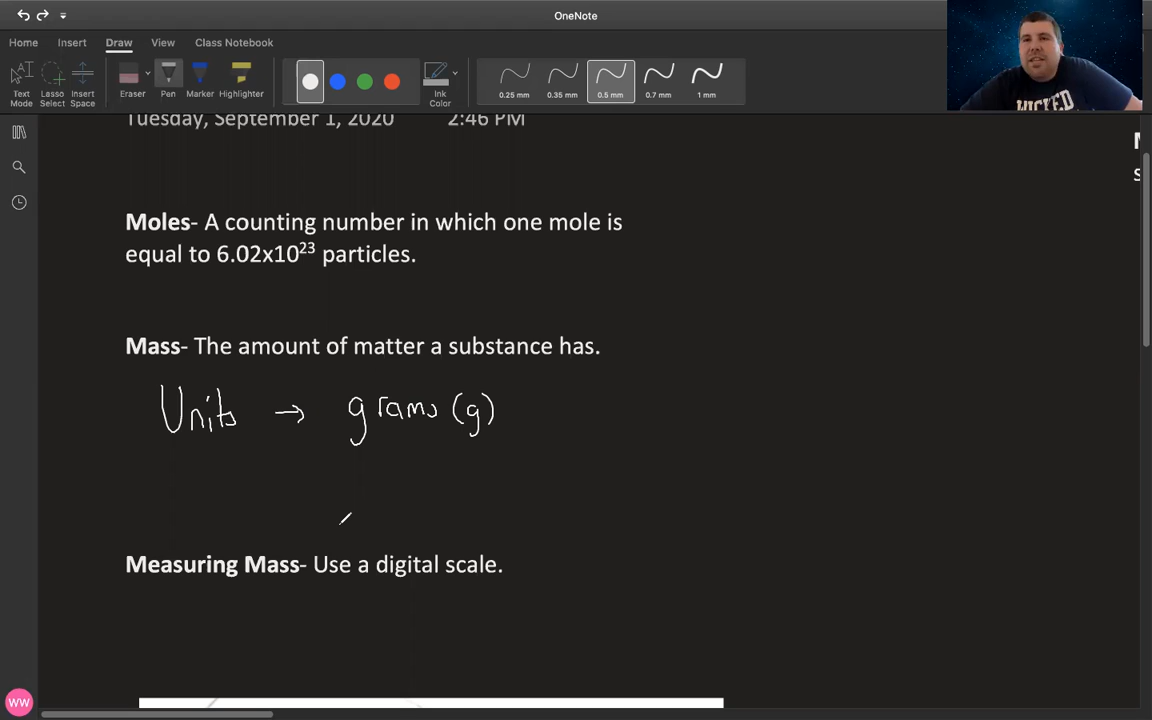 OneNote
Home Insert Draw View Class Notebook
Text Mode Lasso Select Insert Space Eraser Pen Marker Highlighter Ink Color 0.25 mm 0.35 mm 0.5 mm 0.7 mm 1 mm
WICKED
Tuesday, September 1, 2020 2:46 PM
Moles- A counting number in which one mole is
equal to 6.02x10²³ particles.
Mass- The amount of matter a substance has.
Units → grams (g)
Measuring Mass- Use a digital scale.
WW